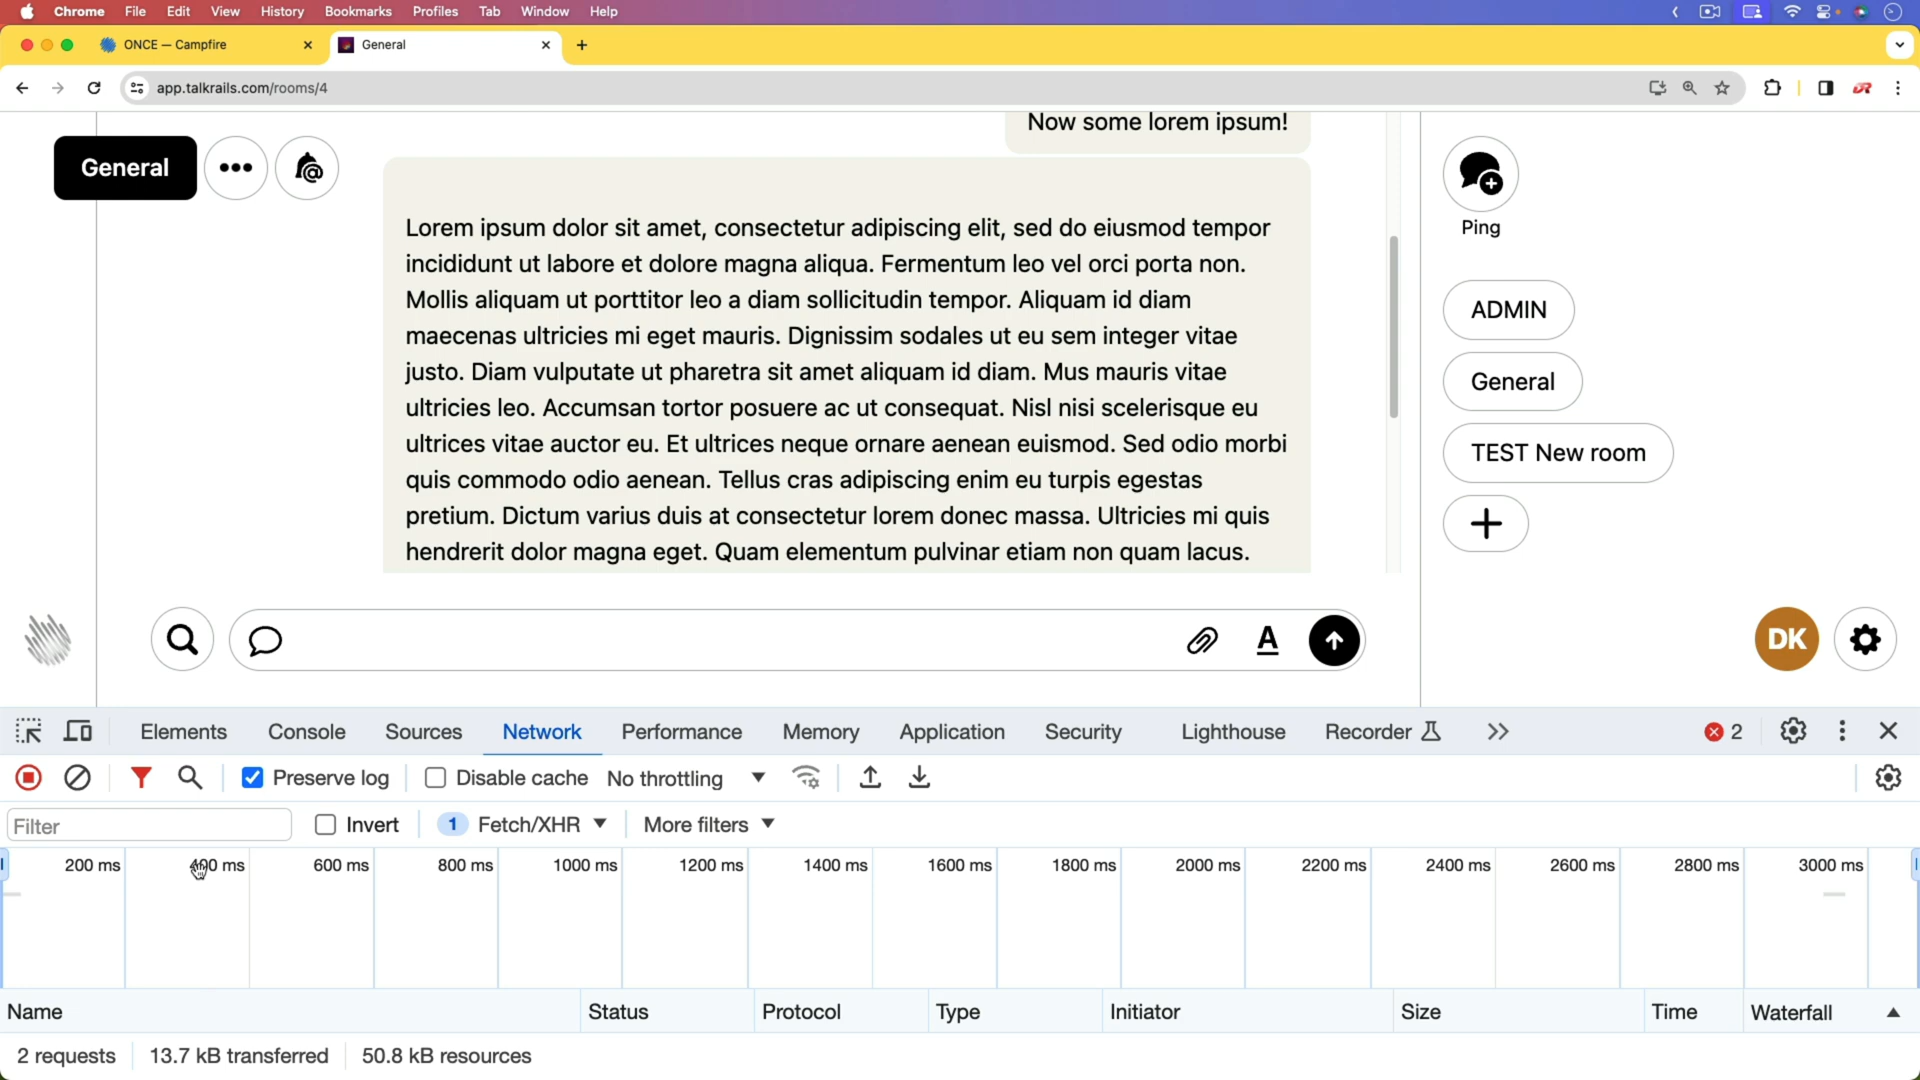 Chrome File Edit View History Bookmarks Profiles Tab Window Help
ONCE — Campfire
General
app.talkrails.com/rooms/4
General
Now some lorem ipsum!
Lorem ipsum dolor sit amet, consectetur adipiscing elit, sed do eiusmod tempor
incididunt ut labore et dolore magna aliqua. Fermentum leo vel orci porta non.
Mollis aliquam ut porttitor leo a diam sollicitudin tempor. Aliquam id diam
maecenas ultricies mi eget mauris. Dignissim sodales ut eu sem integer vitae
justo. Diam vulputate ut pharetra sit amet aliquam id diam. Mus mauris vitae
ultricies leo. Accumsan tortor posuere ac ut consequat. Nisl nisi scelerisque eu
ultrices vitae auctor eu. Et ultrices neque ornare aenean euismod. Sed odio morbi
quis commodo odio aenean. Tellus cras adipiscing enim eu turpis egestas
pretium. Dictum varius duis at consectetur lorem donec massa. Ultricies mi quis
hendrerit dolor magna eget. Quam elementum pulvinar etiam non quam lacus.
Ping
ADMIN
General
TEST New room
A
DK
Elements Console Sources Network Performance Memory Application Security Lighthouse Recorder 2
Preserve log Disable cache No throttling
Filter Invert 1 Fetch/XHR More filters
200 ms 400 ms 600 ms 800 ms 1000 ms 1200 ms 1400 ms 1600 ms 1800 ms 2000 ms 2200 ms 2400 ms 2600 ms 2800 ms 3000 ms
Name Status Protocol Type Initiator Size Time Waterfall
2 requests 13.7 kB transferred 50.8 kB resources